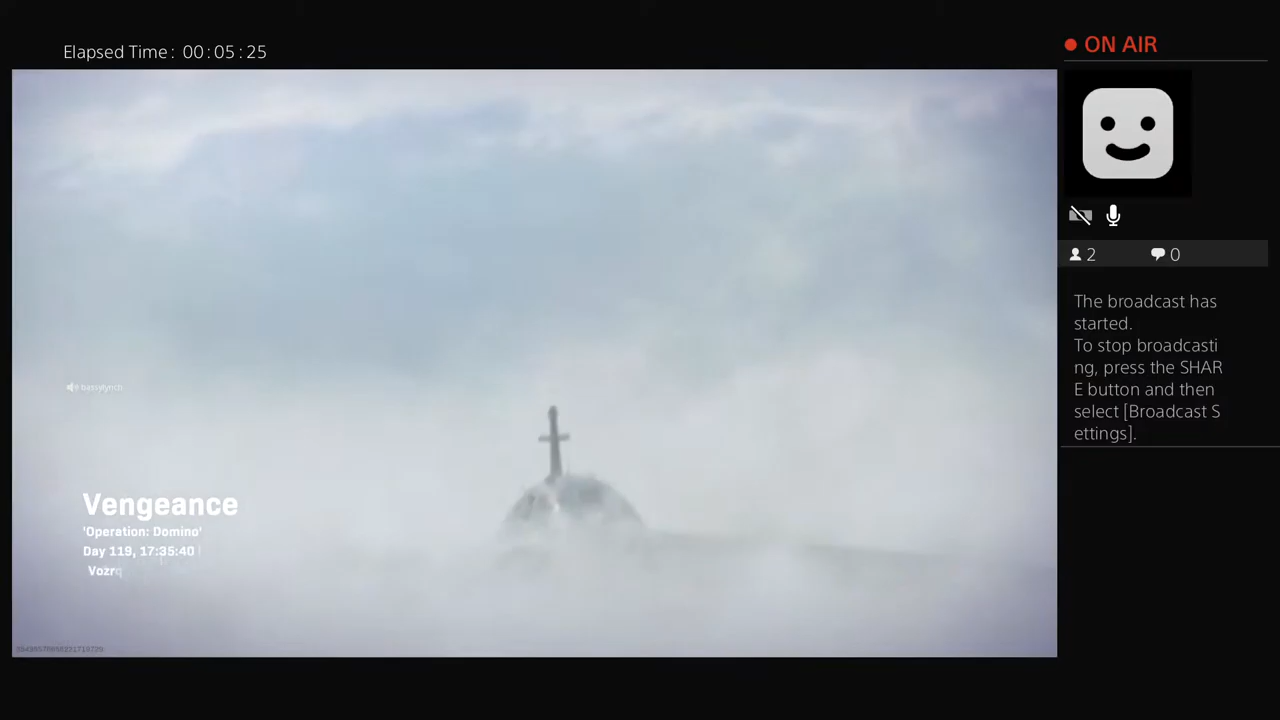 Elapsed Time: 00:05:25
ON AIR
2
0
The broadcast has
started.
To stop broadcasti
ng, press the SHAR
E button and then
select [Broadcast S
ettings].
Vengeance
'Operation: Domino'
Day 119, 17:35:40
Vozrq